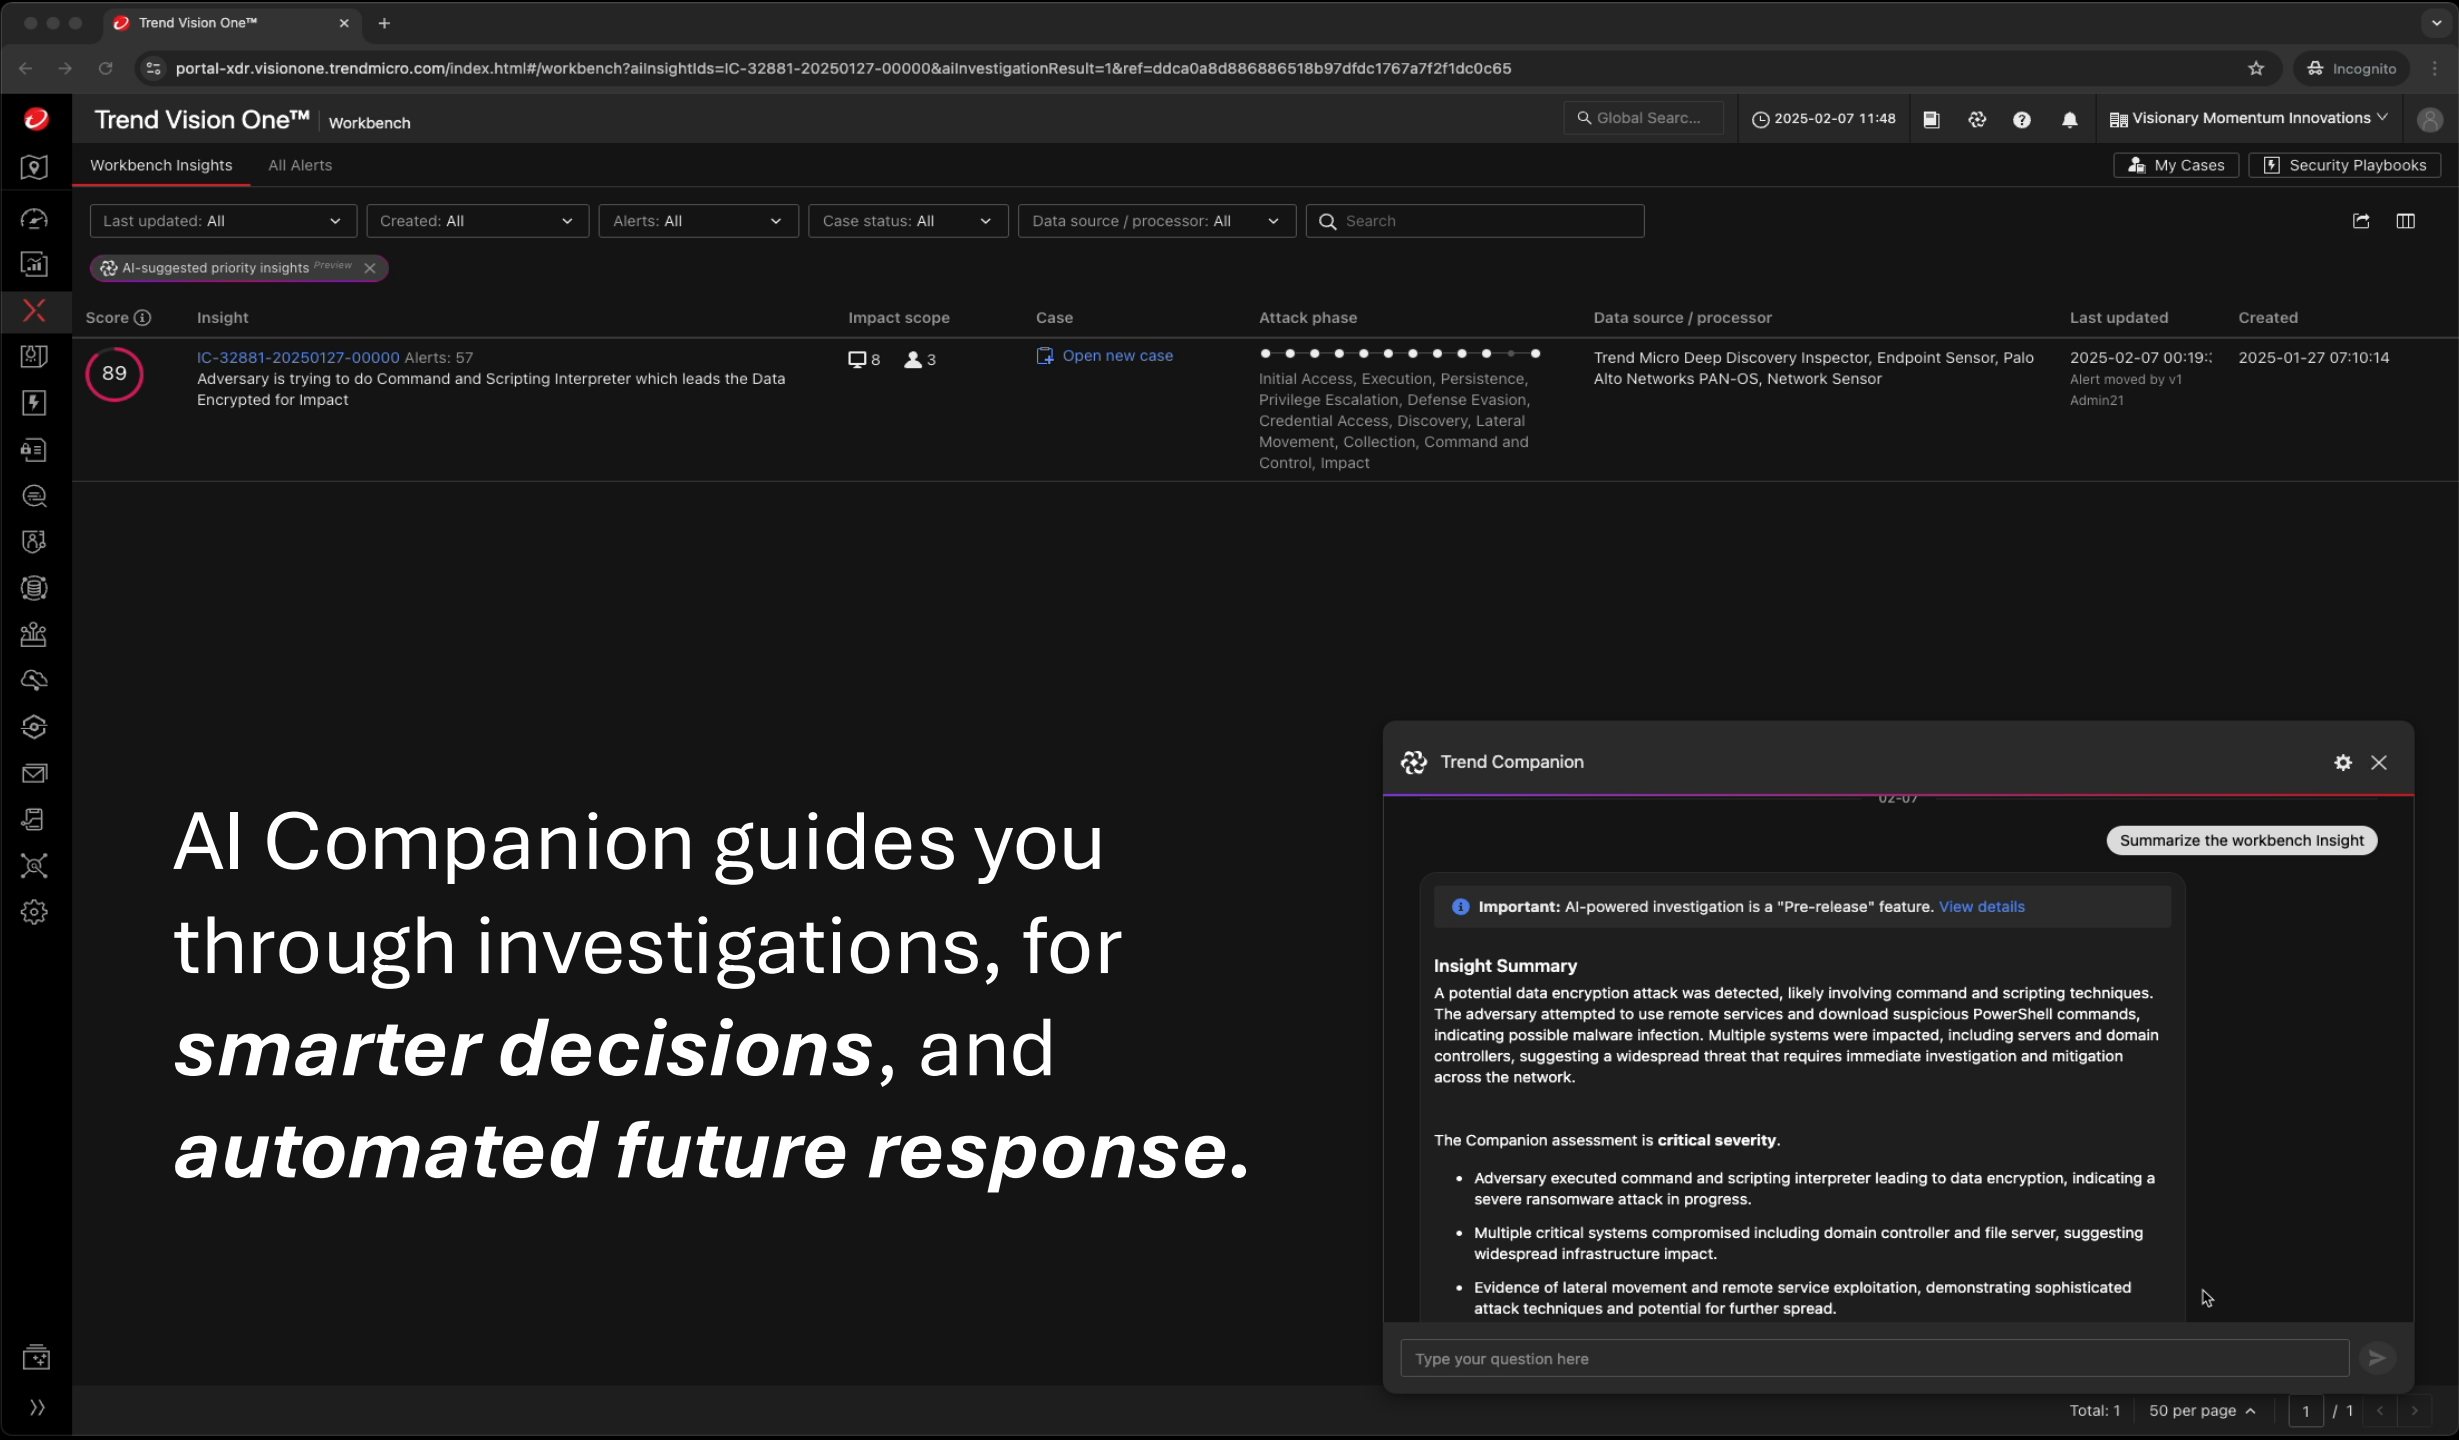 Trend Vision One™
portal-xdr.visionone.trendmicro.com/index.html#/workbench?aiInsightIds=IC-32881-20250127-00000&aiInvestigationResult=1&ref=ddca0a8d886886518b97dfdc1767a7f2f1dc0c65
Incognito
Trend Vision One™ Workbench
Global Searc...
2025-02-07 11:48
Visionary Momentum Innovations
Workbench Insights All Alerts
My Cases Security Playbooks
Last updated: All Created: All Alerts: All Case status: All Data source / processor: All Search
AI-suggested priority insights Preview
Score Insight Impact scope Case Attack phase Data source / processor Last updated Created
89
IC-32881-20250127-00000 Alerts: 57
Adversary is trying to do Command and Scripting Interpreter which leads the Data
Encrypted for Impact
8 3
Open new case
Initial Access, Execution, Persistence,
Privilege Escalation, Defense Evasion,
Credential Access, Discovery, Lateral
Movement, Collection, Command and
Control, Impact
Trend Micro Deep Discovery Inspector, Endpoint Sensor, Palo
Alto Networks PAN-OS, Network Sensor
2025-02-07 00:19:
Alert moved by v1
Admin21
2025-01-27 07:10:14
AI Companion guides you
through investigations, for
smarter decisions, and
automated future response.
Trend Companion
02-07
Summarize the workbench Insight
Important: AI-powered investigation is a "Pre-release" feature. View details
Insight Summary
A potential data encryption attack was detected, likely involving command and scripting techniques.
The adversary attempted to use remote services and download suspicious PowerShell commands,
indicating possible malware infection. Multiple systems were impacted, including servers and domain
controllers, suggesting a widespread threat that requires immediate investigation and mitigation
across the network.
The Companion assessment is critical severity.
• Adversary executed command and scripting interpreter leading to data encryption, indicating a
severe ransomware attack in progress.
• Multiple critical systems compromised including domain controller and file server, suggesting
widespread infrastructure impact.
• Evidence of lateral movement and remote service exploitation, demonstrating sophisticated
attack techniques and potential for further spread.
Type your question here
Total: 1 50 per page 1 / 1